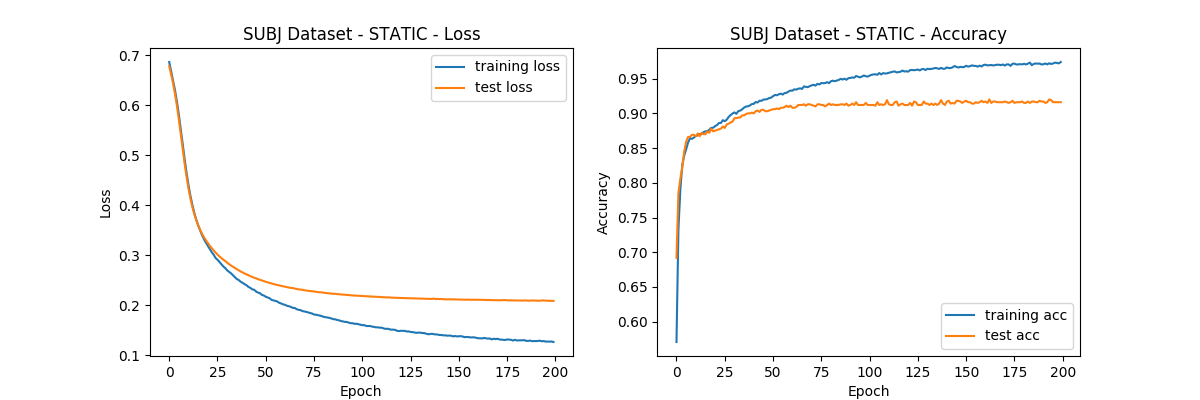 SUBJ Dataset - STATIC - Loss
0.7
0.6
0.5
0.4
0.3
0.2
0.1
Loss
training loss
test loss
0 25 50 75 100 125 150 175 200
Epoch
SUBJ Dataset - STATIC - Accuracy
0.95
0.90
0.85
0.80
0.75
0.70
0.65
0.60
Accuracy
training acc
test acc
0 25 50 75 100 125 150 175 200
Epoch